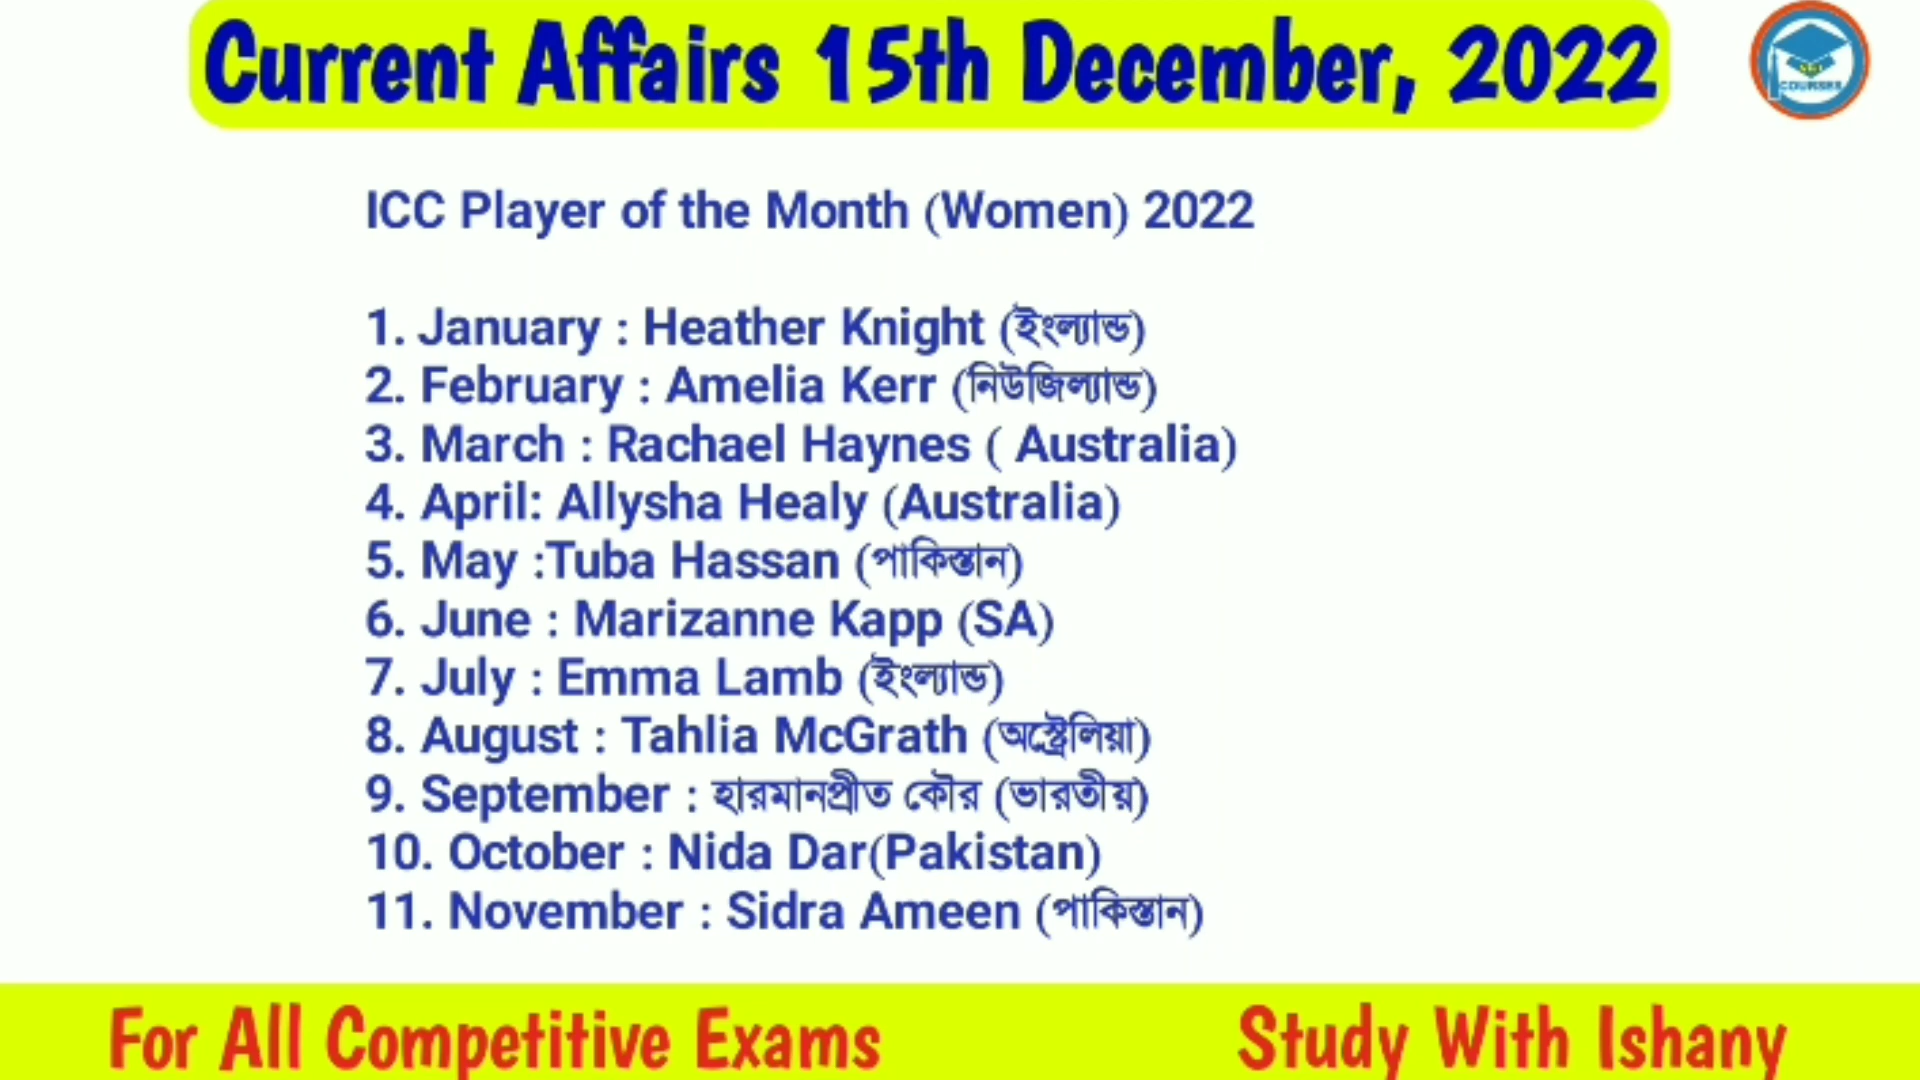 Current Affairs 15th December, 2022
COURSES
ICC Player of the Month (Women) 2022
1. January : Heather Knight (ইংল্যান্ড)
2. February : Amelia Kerr (নিউজিল্যান্ড)
3. March : Rachael Haynes ( Australia)
4. April: Allysha Healy (Australia)
5. May :Tuba Hassan (পাকিস্তান)
6. June : Marizanne Kapp (SA)
7. July : Emma Lamb (ইংল্যান্ড)
8. August : Tahlia McGrath (অস্ট্রেলিয়া)
9. September : হারমানপ্রীত কৌর (ভারতীয়)
10. October : Nida Dar(Pakistan)
11. November : Sidra Ameen (পাকিস্তান)
For All Competitive Exams
Study With Ishany